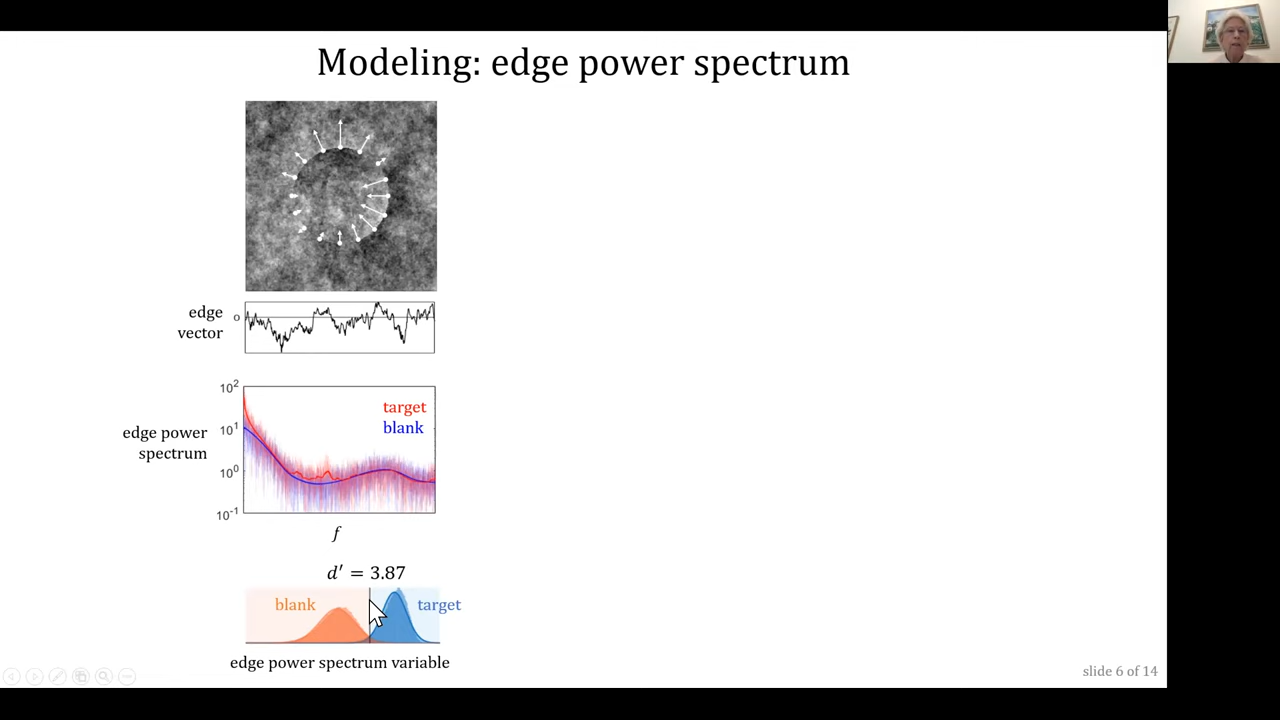 Modeling: edge power spectrum
edge
vector
0
10²
10¹
10⁰
10⁻¹
target
blank
edge power
spectrum
f
d′ = 3.87
blank
target
edge power spectrum variable
slide 6 of 14